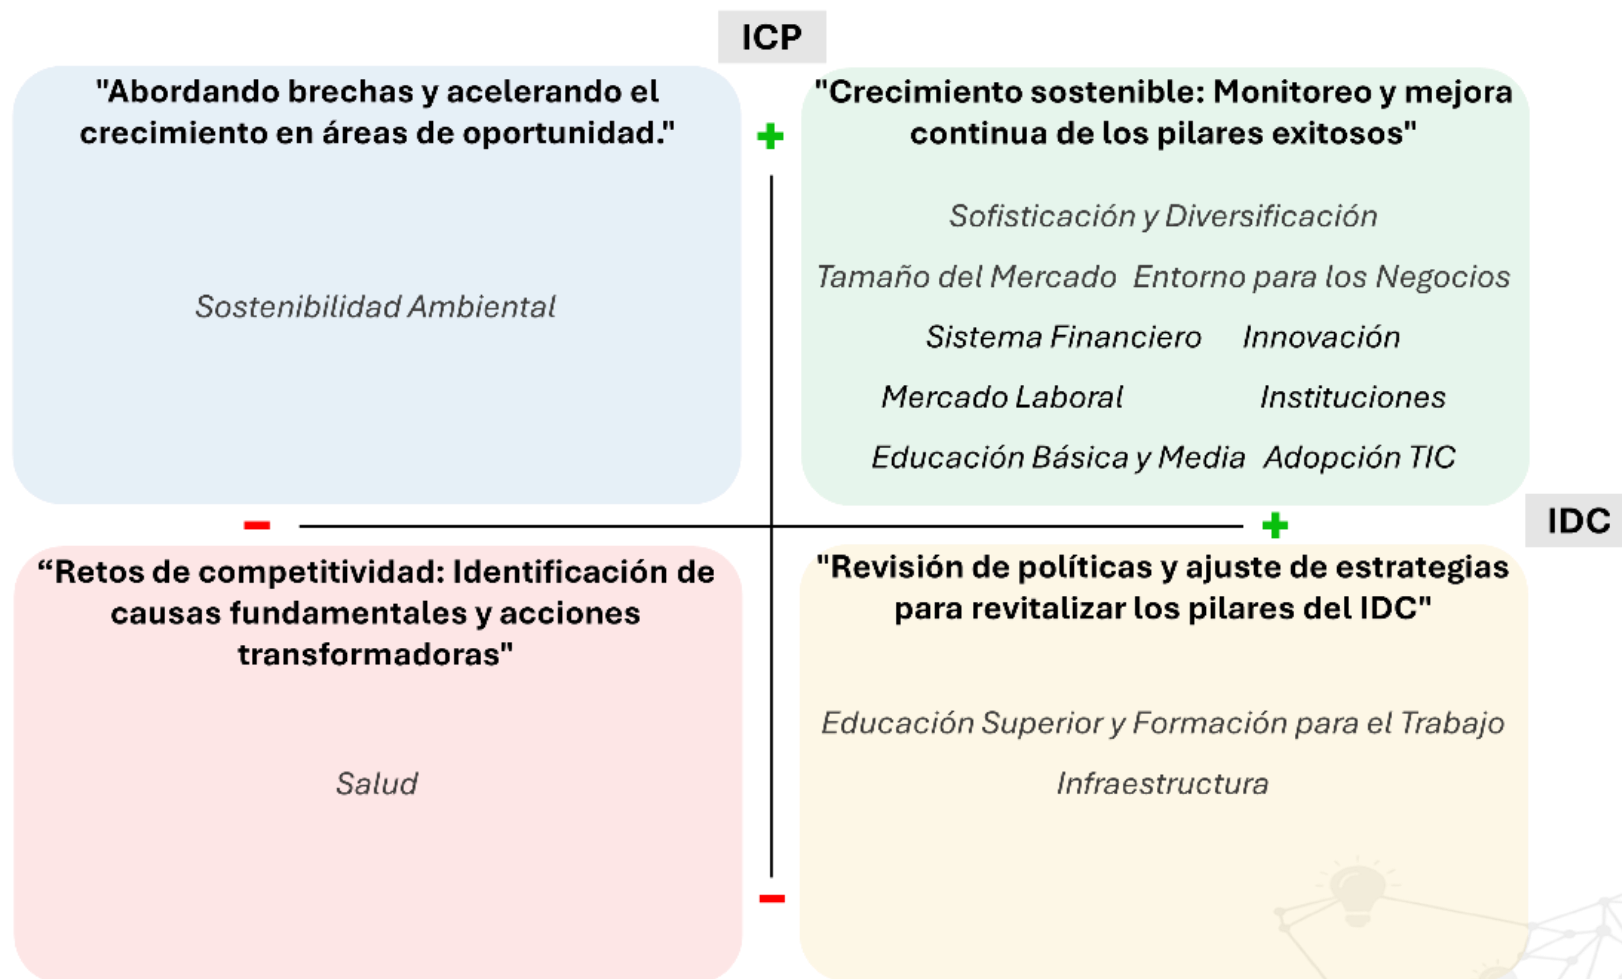 ICP
"Abordando brechas y acelerando el
crecimiento en áreas de oportunidad."
Sostenibilidad Ambiental
+
"Crecimiento sostenible: Monitoreo y mejora
continua de los pilares exitosos"
Sofisticación y Diversificación
Tamaño del Mercado Entorno para los Negocios
Sistema Financiero Innovación
Mercado Laboral Instituciones
Educación Básica y Media Adopción TIC
− + IDC
“Retos de competitividad: Identificación de
causas fundamentales y acciones
transformadoras"
Salud
"Revisión de políticas y ajuste de estrategias
para revitalizar los pilares del IDC"
Educación Superior y Formación para el Trabajo
Infraestructura
−